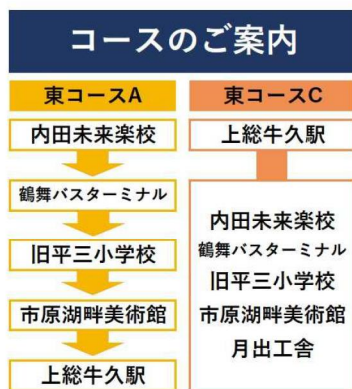 コースのご案内
東コースA
内田未来楽校
鶴舞バスターミナル
旧平三小学校
市原湖畔美術館
上総牛久駅
東コースC
上総牛久駅
内田未来楽校
鶴舞バスターミナル
旧平三小学校
市原湖畔美術館
月出工舎